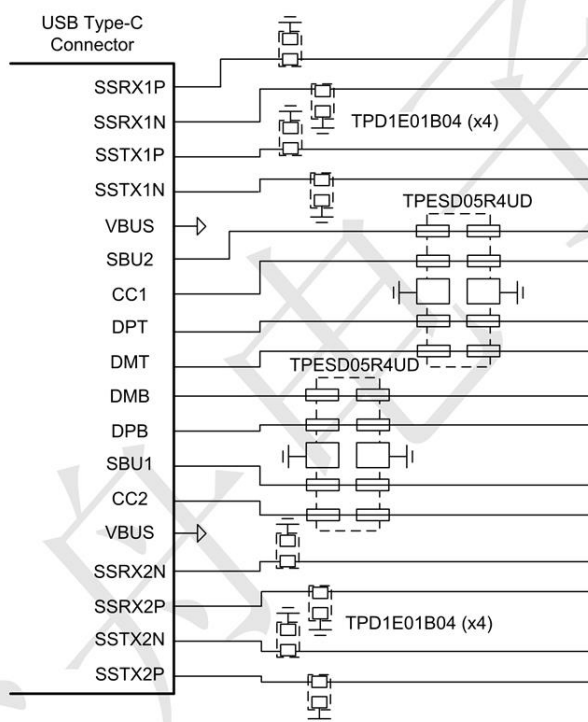 USB Type-C
Connector
SSRX1P
SSRX1N
TPD1E01B04 (x4)
SSTX1P
SSTX1N
TPESD05R4UD
VBUS
SBU2
CC1
DPT
DMT
TPESD05R4UD
DMB
DPB
SBU1
CC2
VBUS
SSRX2N
SSRX2P
TPD1E01B04 (x4)
SSTX2N
SSTX2P